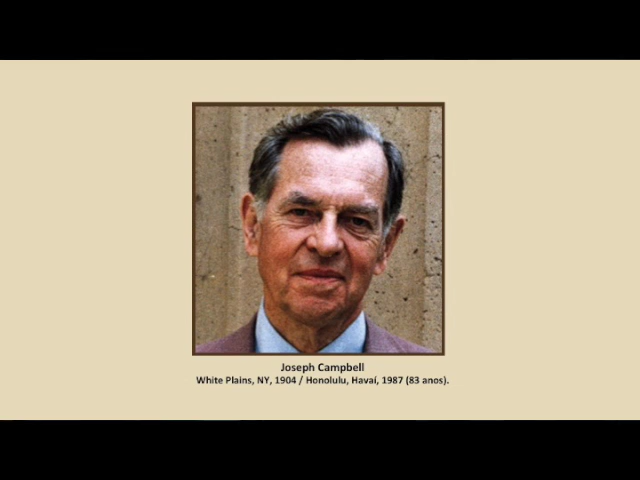 Joseph Campbell
White Plains, NY, 1904 / Honolulu, Havaí, 1987 (83 anos).